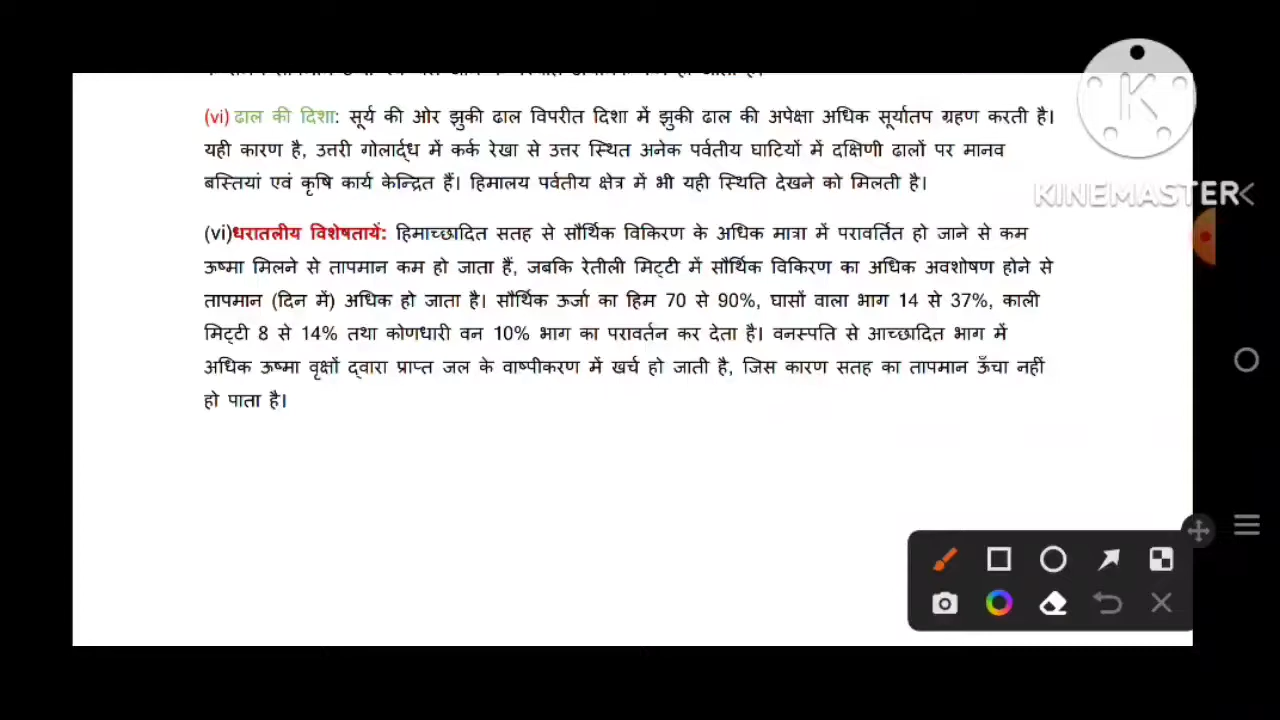 (vi) ढाल की दिशा: सूर्य की ओर झुकी ढाल विपरीत दिशा में झुकी ढाल की अपेक्षा अधिक सूर्यातप ग्रहण करती है।
यही कारण है, उत्तरी गोलार्द्ध में कर्क रेखा से उत्तर स्थित अनेक पर्वतीय घाटियों में दक्षिणी ढालों पर मानव
बस्तियां एवं कृषि कार्य केन्द्रित हैं। हिमालय पर्वतीय क्षेत्र में भी यही स्थिति देखने को मिलती है।
(vi)धरातलीय विशेषतायें: हिमाच्छादित सतह से सौर्थिक विकिरण के अधिक मात्रा में परावर्तित हो जाने से कम
ऊष्मा मिलने से तापमान कम हो जाता हैं, जबकि रेतीली मिट्टी में सौर्थिक विकिरण का अधिक अवशोषण होने से
तापमान (दिन में) अधिक हो जाता है। सौर्थिक ऊर्जा का हिम 70 से 90%, घासों वाला भाग 14 से 37%, काली
मिट्टी 8 से 14% तथा कोणधारी वन 10% भाग का परावर्तन कर देता है। वनस्पति से आच्छादित भाग में
अधिक ऊष्मा वृक्षों द्वारा प्राप्त जल के वाष्पीकरण में खर्च हो जाती है, जिस कारण सतह का तापमान ऊँचा नहीं
हो पाता है।
KINEMASTER